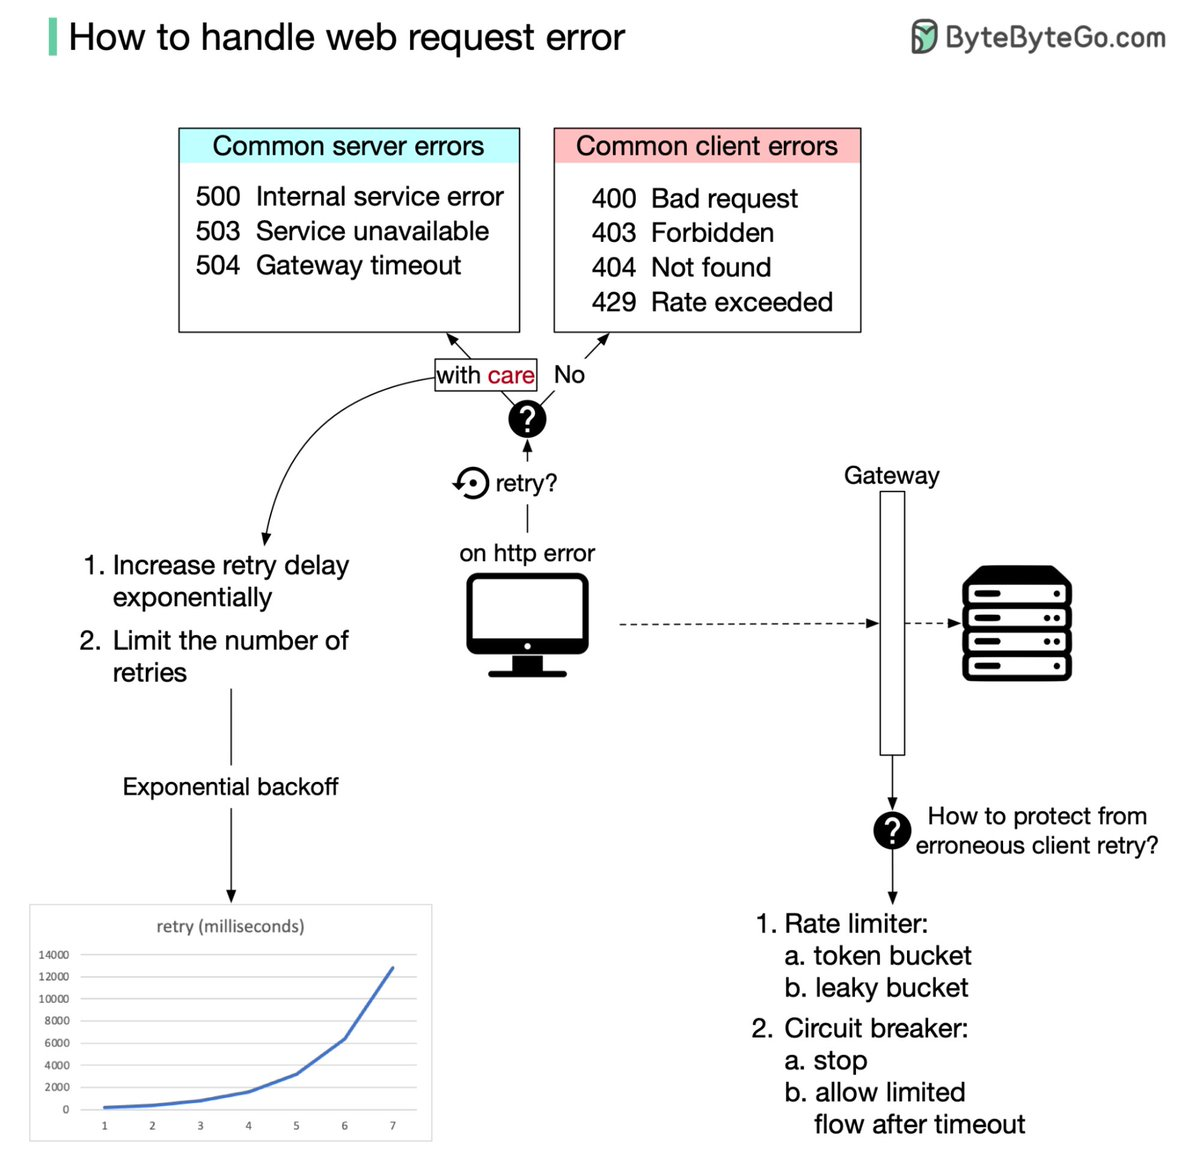 How to handle web request error
ByteByteGo.com
Common server errors
500 Internal service error
503 Service unavailable
504 Gateway timeout
Common client errors
400 Bad request
403 Forbidden
404 Not found
429 Rate exceeded
with care
No
?
retry?
on http error
Gateway
1. Increase retry delay
exponentially
2. Limit the number of
retries
Exponential backoff
?
How to protect from
erroneous client retry?
retry (milliseconds)
14000
12000
10000
8000
6000
4000
2000
0
1 2 3 4 5 6 7
1. Rate limiter:
a. token bucket
b. leaky bucket
2. Circuit breaker:
a. stop
b. allow limited
flow after timeout